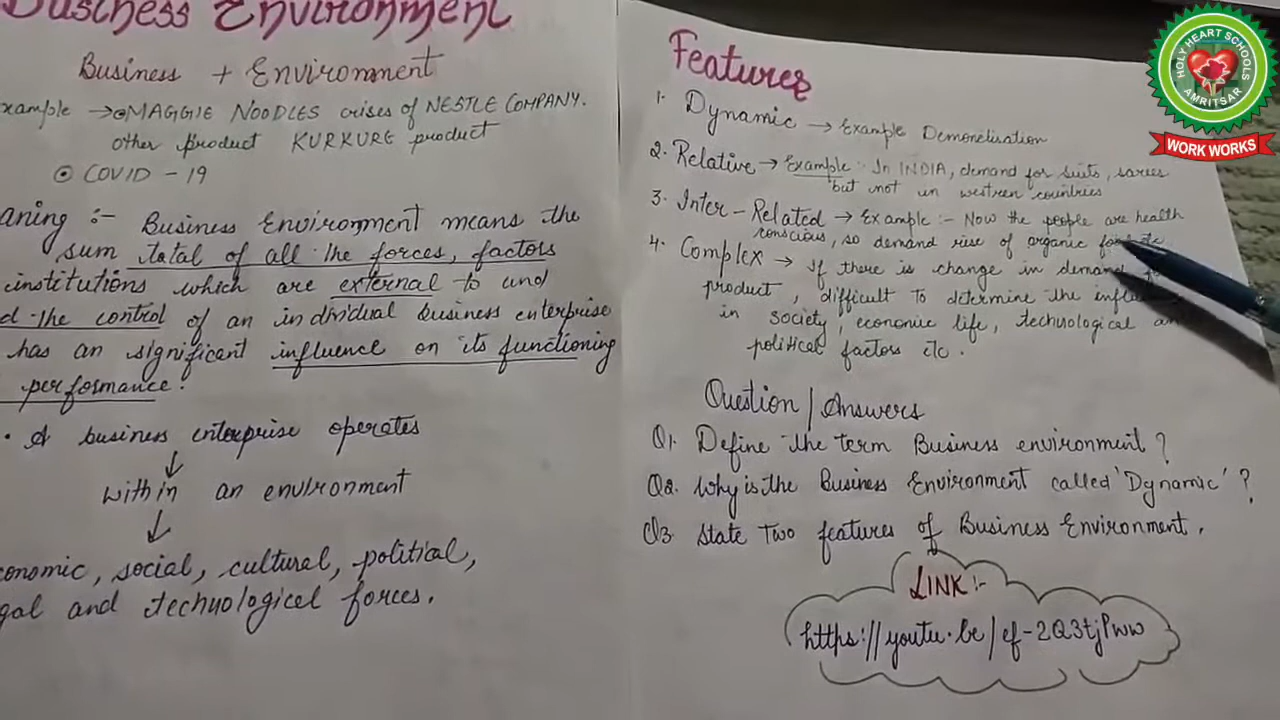 Business Environment
Business + Environment
xample → ⊙ MAGGIE NOODLES crises of NESTLE COMPANY.
other product KURKURE product
⊙ COVID - 19
aning :- Business Environment means the
sum total of all the forces, factors
institutions which are external to and
d the control of an individual business enterprise
has an significant influence on its functioning
performance.
• A business enterprise operates
↓
within an environment
↓
conomic, social, cultural, political,
gal and technological forces.
Features
1. Dynamic → Example Demonetisation
2. Relative → Example :- In INDIA, demand for suits, sarees
but not in westren countries
3. Inter-Related → Example :- Now the people are health
conscious, so demand rise of organic
4. Complex → If there is change in demand
product, difficult to determine the
in society, economic life, technological an
political factors etc.
Question / Answers
Q1. Define the term Business environment?
Q2. Why is the Business Environment called 'Dynamic'?
Q3. State Two features of Business Environment.
LINK :-
https://youtu.be/ef-2Q3tjPww
HOLY HEART SCHOOLS
AMRITSAR
WORK WORKS